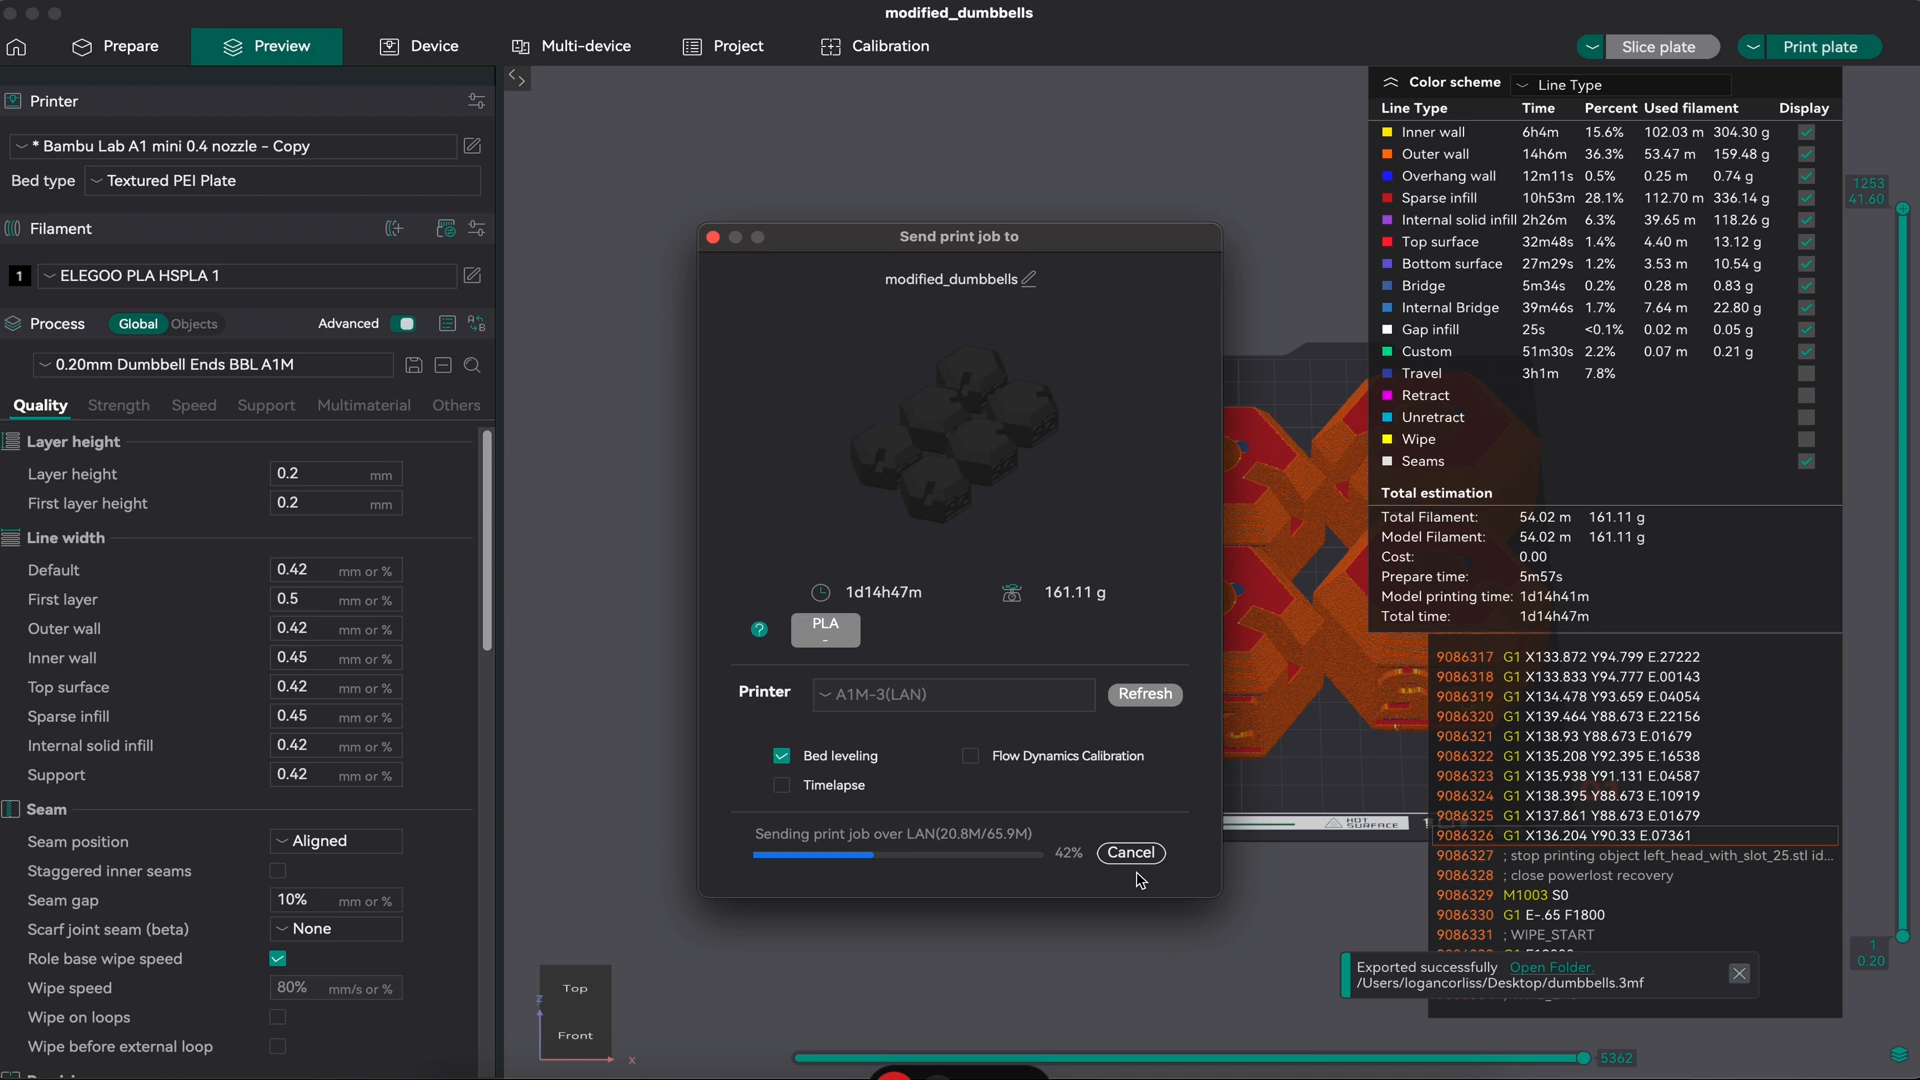 modified_dumbbells
Prepare
Preview
Device
Multi-device
Project
Calibration
Slice plate
Print plate
Printer
* Bambu Lab A1 mini 0.4 nozzle - Copy
Bed type Textured PEI Plate
Filament
1 ELEGOO PLA HSPLA 1
Process Global Objects Advanced
0.20mm Dumbbell Ends BBL A1M
Quality Strength Speed Support Multimaterial Others
Layer height
Layer height 0.2 mm
First layer height 0.2 mm
Line width
Default 0.42 mm or %
First layer 0.5 mm or %
Outer wall 0.42 mm or %
Inner wall 0.45 mm or %
Top surface 0.42 mm or %
Sparse infill 0.45 mm or %
Internal solid infill 0.42 mm or %
Support 0.42 mm or %
Seam
Seam position Aligned
Staggered inner seams
Seam gap 10% mm or %
Scarf joint seam (beta) None
Role base wipe speed
Wipe speed 80% mm/s or %
Wipe on loops
Wipe before external loop
Send print job to
modified_dumbbells
1d14h47m 161.11 g
? PLA
-
Printer A1M-3(LAN) Refresh
Bed leveling Flow Dynamics Calibration
Timelapse
Sending print job over LAN(20.8M/65.9M)
42% Cancel
Top
Front
Z
X
Color scheme Line Type
Line Type Time Percent Used filament Display
Inner wall 6h4m 15.6% 102.03 m 304.30 g
Outer wall 14h6m 36.3% 53.47 m 159.48 g
Overhang wall 12m11s 0.5% 0.25 m 0.74 g
Sparse infill 10h53m 28.1% 112.70 m 336.14 g
Internal solid infill 2h26m 6.3% 39.65 m 118.26 g
Top surface 32m48s 1.4% 4.40 m 13.12 g
Bottom surface 27m29s 1.2% 3.53 m 10.54 g
Bridge 5m34s 0.2% 0.28 m 0.83 g
Internal Bridge 39m46s 1.7% 7.64 m 22.80 g
Gap infill 25s <0.1% 0.02 m 0.05 g
Custom 51m30s 2.2% 0.07 m 0.21 g
Travel 3h1m 7.8%
Retract
Unretract
Wipe
Seams
Total estimation
Total Filament: 54.02 m 161.11 g
Model Filament: 54.02 m 161.11 g
Cost: 0.00
Prepare time: 5m57s
Model printing time: 1d14h41m
Total time: 1d14h47m
1253
41.60
9086317 G1 X133.872 Y94.799 E.27222
9086318 G1 X133.833 Y94.777 E.00143
9086319 G1 X134.478 Y93.659 E.04054
9086320 G1 X139.464 Y88.673 E.22156
9086321 G1 X138.93 Y88.673 E.01679
9086322 G1 X135.208 Y92.395 E.16538
9086323 G1 X135.938 Y91.131 E.04587
9086324 G1 X138.395 Y88.673 E.10919
9086325 G1 X137.861 Y88.673 E.01679
9086326 G1 X136.204 Y90.33 E.07361
9086327 ; stop printing object left_head_with_slot_25.stl id...
9086328 ; close powerlost recovery
9086329 M1003 S0
9086330 G1 E-.65 F1800
9086331 ; WIPE_START
HOT SURFACE
Exported successfully Open Folder.
/Users/logancorliss/Desktop/dumbbells.3mf
1
0.20
5362